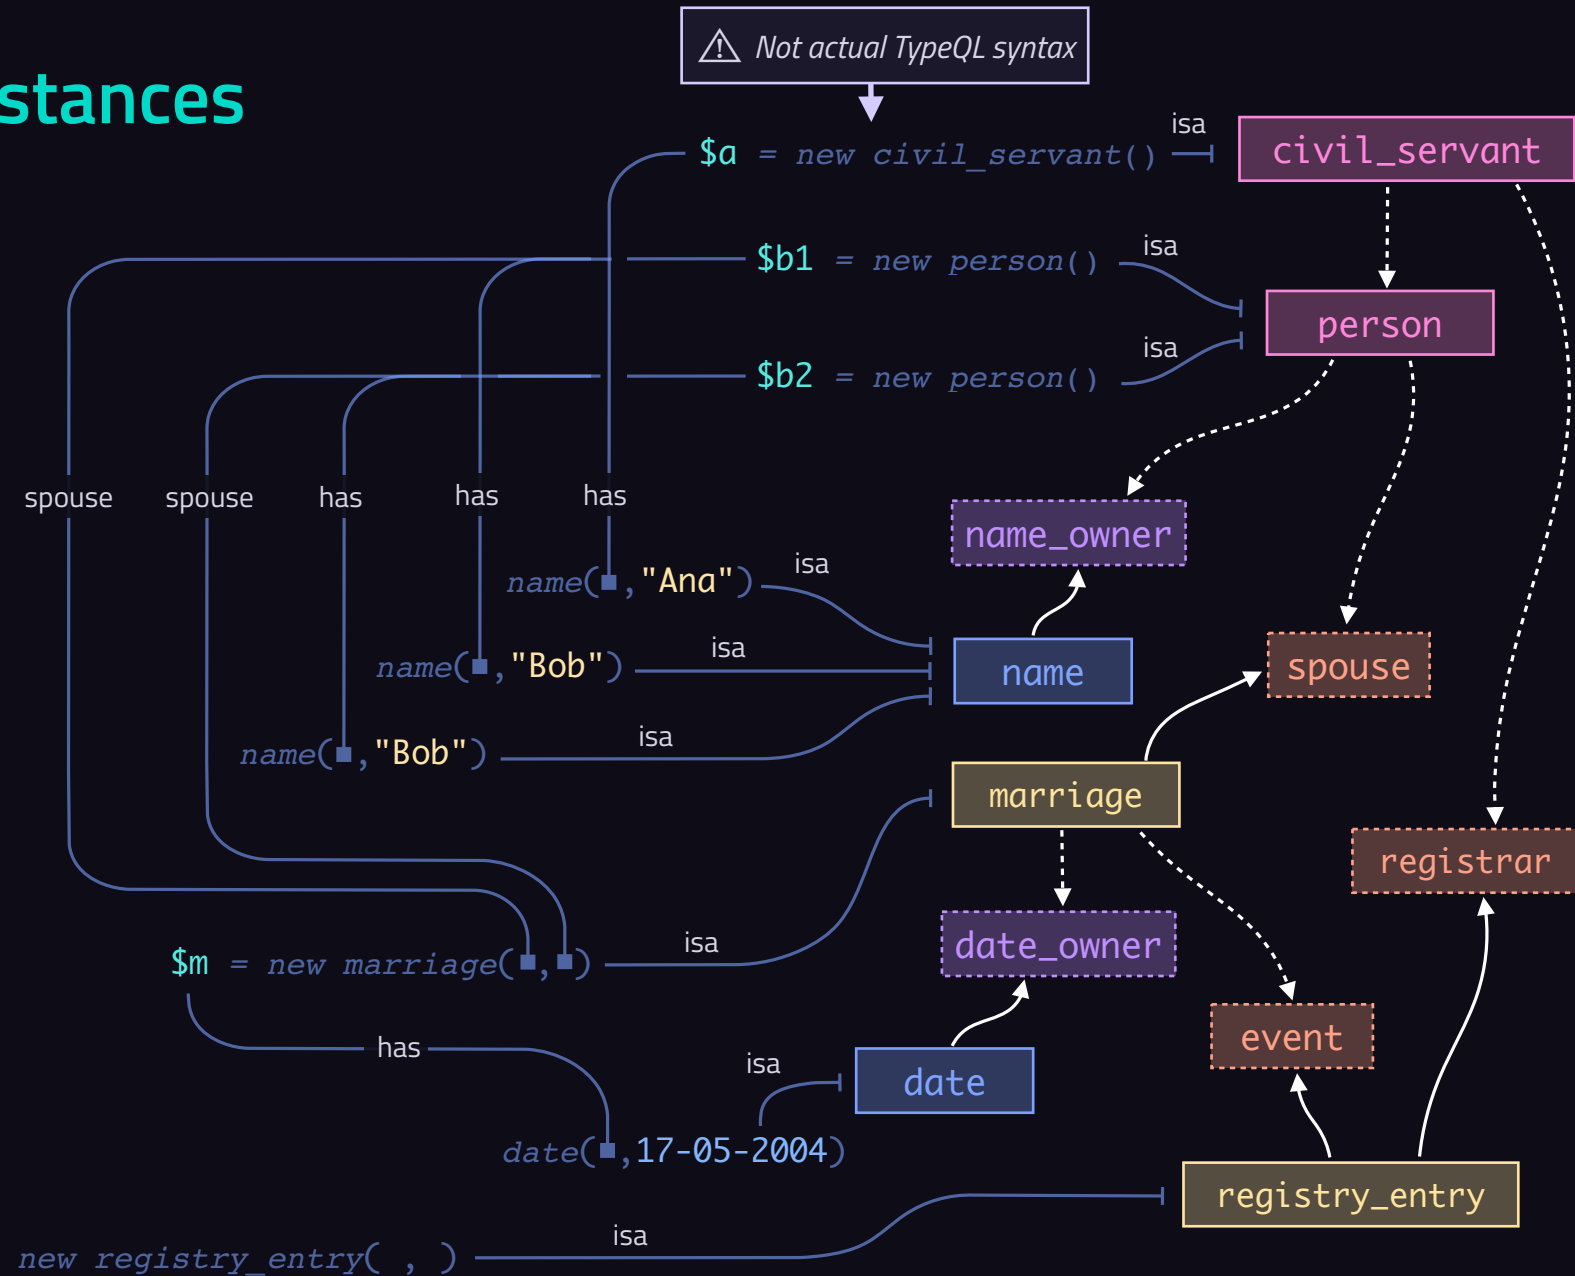 ⚠ Not actual TypeQL syntax
stances
isa
$a = new civil_servant()
civil_servant
isa
$b1 = new person()
person
isa
$b2 = new person()
spouse
spouse
has
has
has
name_owner
isa
name(■,"Ana")
isa
name(■,"Bob")
name
spouse
isa
name(■,"Bob")
marriage
registrar
isa
date_owner
$m = new marriage(■,■)
event
has
isa
date
date(■,17-05-2004)
registry_entry
isa
new registry_entry( , )